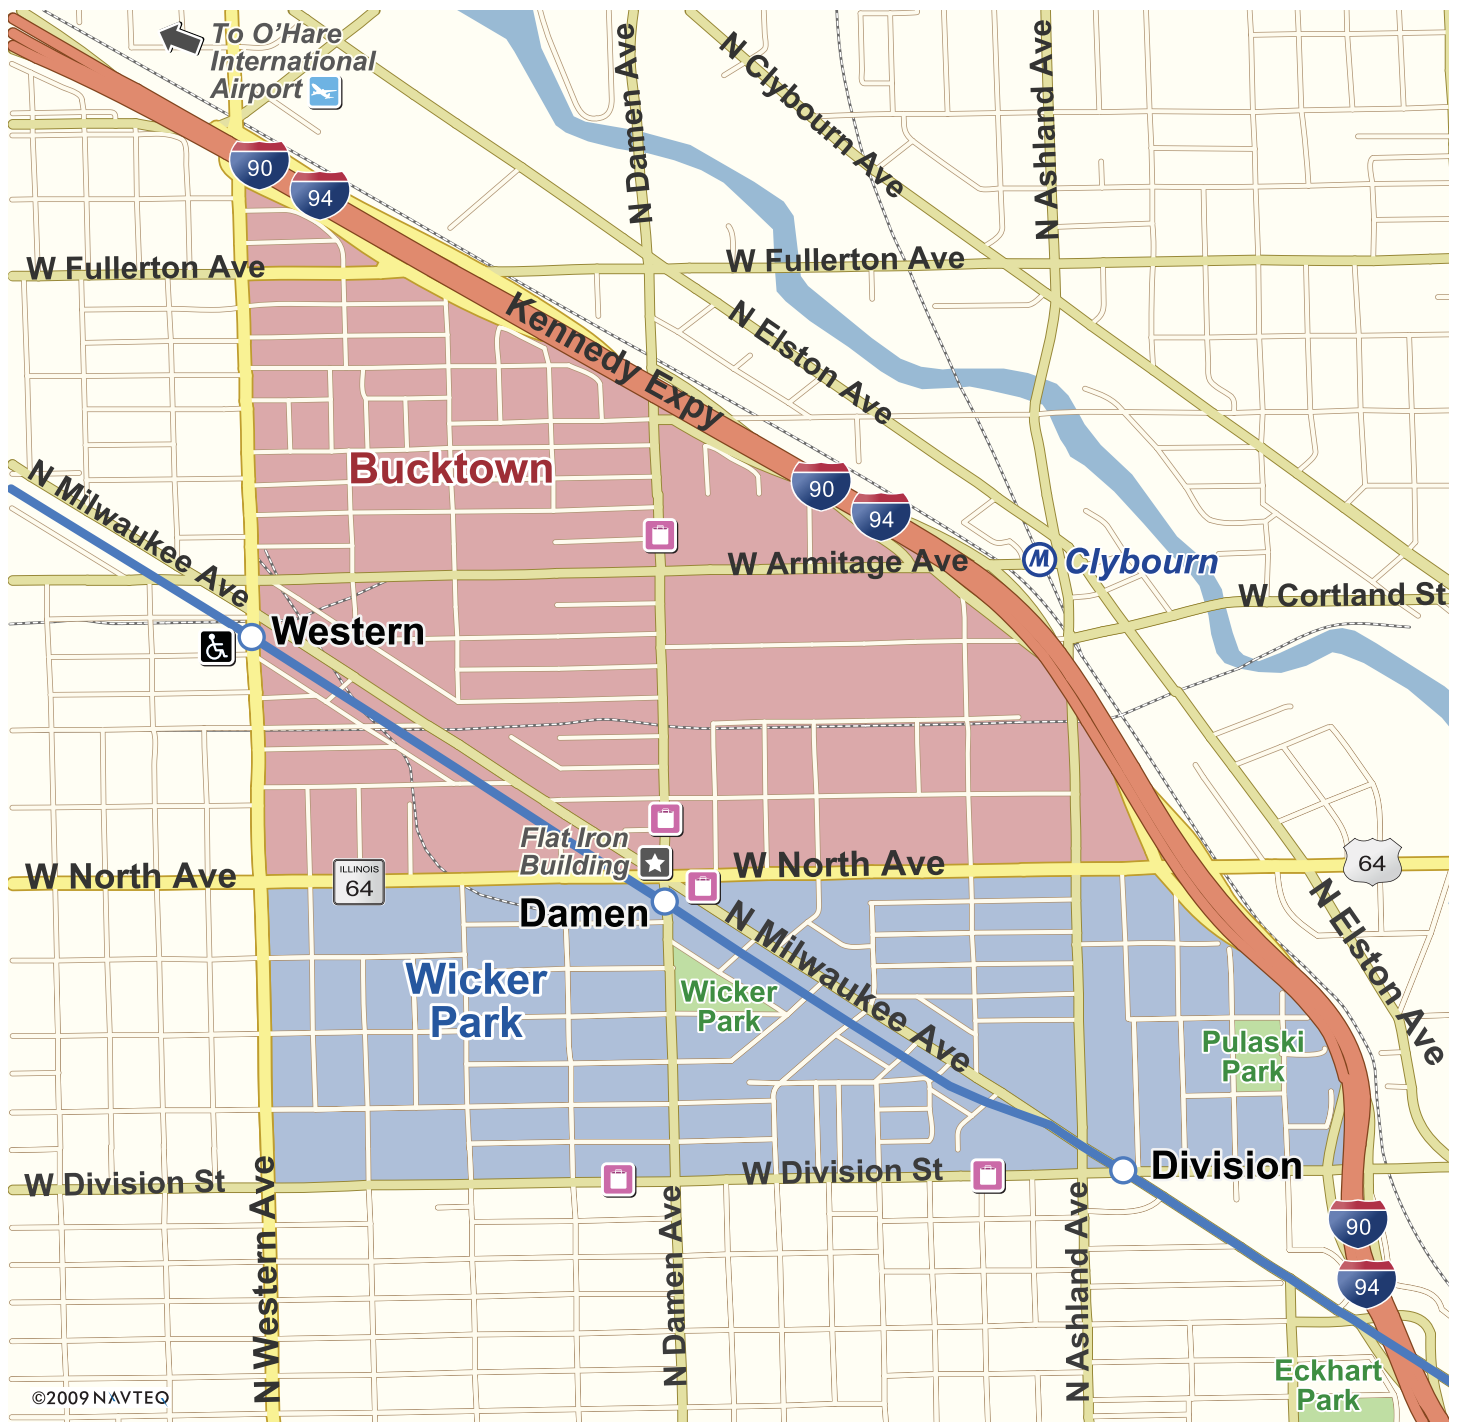 To O'Hare
International
Airport
N Damen Ave
N Clybourn Ave
N Ashland Ave
90
94
W Fullerton Ave
W Fullerton Ave
Kennedy Expy
N Elston Ave
Bucktown
N Milwaukee Ave
90
94
W Armitage Ave
M Clybourn
W Cortland St
Western
Flat Iron
Building
W North Ave
ILLINOIS
64
W North Ave
64
Damen
N Milwaukee Ave
N Elston Ave
Wicker
Park
Wicker
Park
Pulaski
Park
W Division St
W Division St
Division
N Western Ave
N Damen Ave
N Ashland Ave
90
94
Eckhart
Park
©2009 NAVTEQ